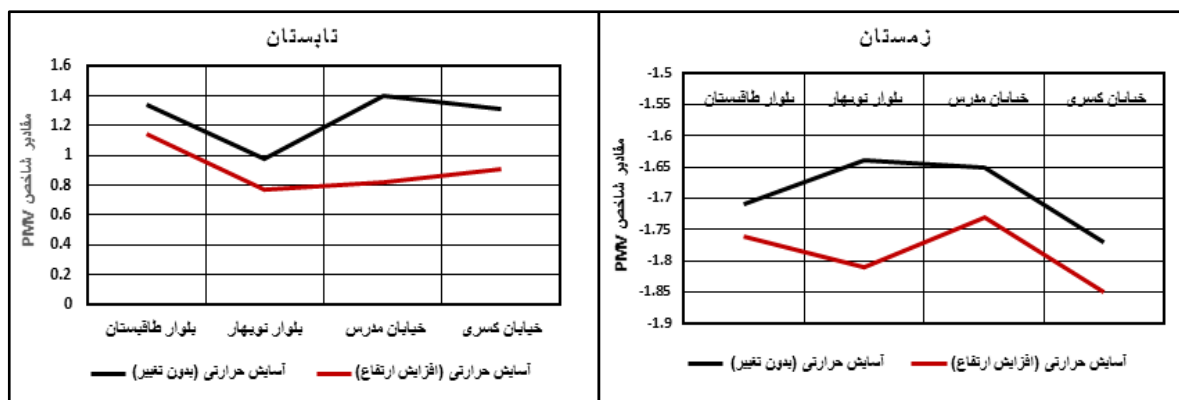 تابستان
مقادیر شاخص PMV
1.6
1.4
1.2
1
0.8
0.6
0.4
0.2
0
بلوار طاقبستان
بلوار نوبهار
خیابان مدرس
خیابان کسری
آسایش حرارتی (بدون تغییر)
آسایش حرارتی (افزایش ارتفاع)
زمستان
مقادیر شاخص PMV
-1.5
-1.55
-1.6
-1.65
-1.7
-1.75
-1.8
-1.85
-1.9
بلوار طاقبستان
بلوار نوبهار
خیابان مدرس
خیابان کسری
آسایش حرارتی (بدون تغییر)
آسایش حرارتی (افزایش ارتفاع)